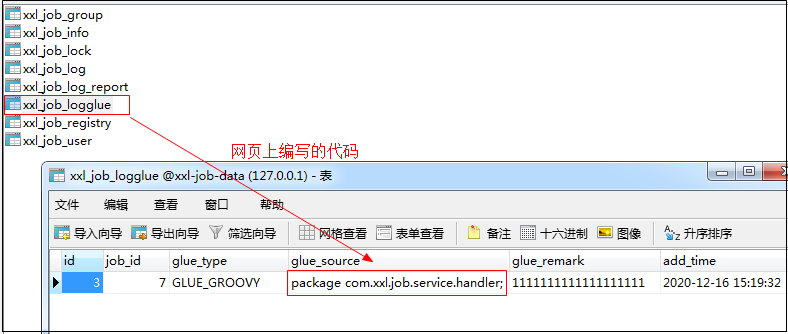 xxl_job_group
xxl_job_info
xxl_job_lock
xxl_job_log
xxl_job_log_report
xxl_job_logglue
xxl_job_registry
xxl_job_user
网页上编写的代码
xxl_job_logglue @xxl-job-data (127.0.0.1) - 表
文件 编辑 查看 窗口 帮助
导入向导 导出向导 筛选向导 网格查看 表单查看 备注 十六进制 图像 升序排序
id job_id glue_type glue_source glue_remark add_time
3 7 GLUE_GROOVY package com.xxl.job.service.handler; 1111111111111111111 2020-12-16 15:19:32